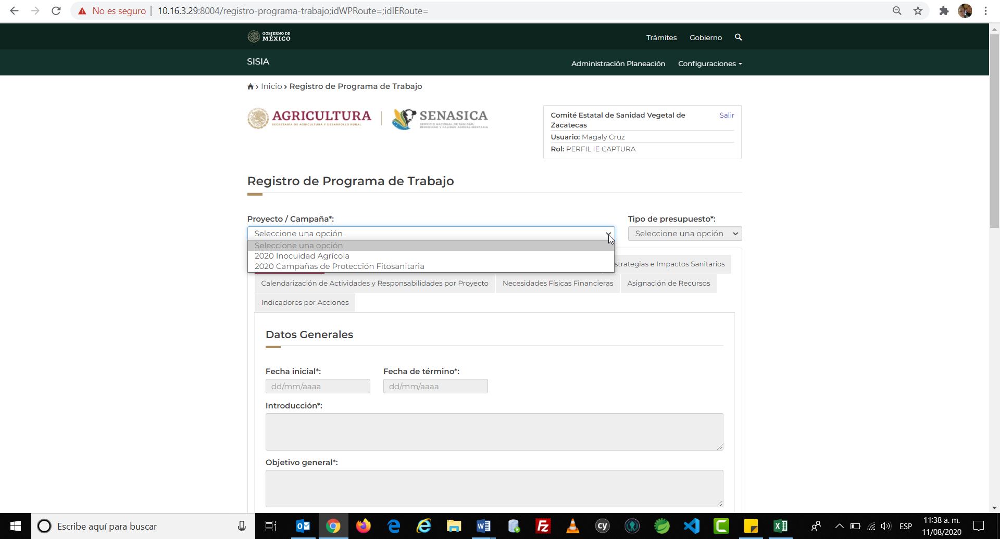 No es seguro
10.16.3.29:8004/registro-programa-trabajo;idWPRoute=;idIERoute=
GOBIERNO DE
MÉXICO
Trámites
Gobierno
SISIA
Administración Planeación
Configuraciones
Inicio › Registro de Programa de Trabajo
AGRICULTURA
SECRETARÍA DE AGRICULTURA Y DESARROLLO RURAL
SENASICA
SERVICIO NACIONAL DE SANIDAD,
INOCUIDAD Y CALIDAD AGROALIMENTARIA
Comité Estatal de Sanidad Vegetal de
Zacatecas
Salir
Usuario: Magaly Cruz
Rol: PERFIL IE CAPTURA
Registro de Programa de Trabajo
Proyecto / Campaña*:
Tipo de presupuesto*:
Seleccione una opción
Seleccione una opción
Seleccione una opción
2020 Inocuidad Agrícola
2020 Campañas de Protección Fitosanitaria
strategias e Impactos Sanitarios
Calendarización de Actividades y Responsabilidades por Proyecto
Necesidades Físicas Financieras
Asignación de Recursos
Indicadores por Acciones
Datos Generales
Fecha inicial*:
Fecha de término*:
dd/mm/aaaa
dd/mm/aaaa
Introducción*:
Objetivo general*:
Escribe aquí para buscar
ESP
11:38 a. m.
11/08/2020